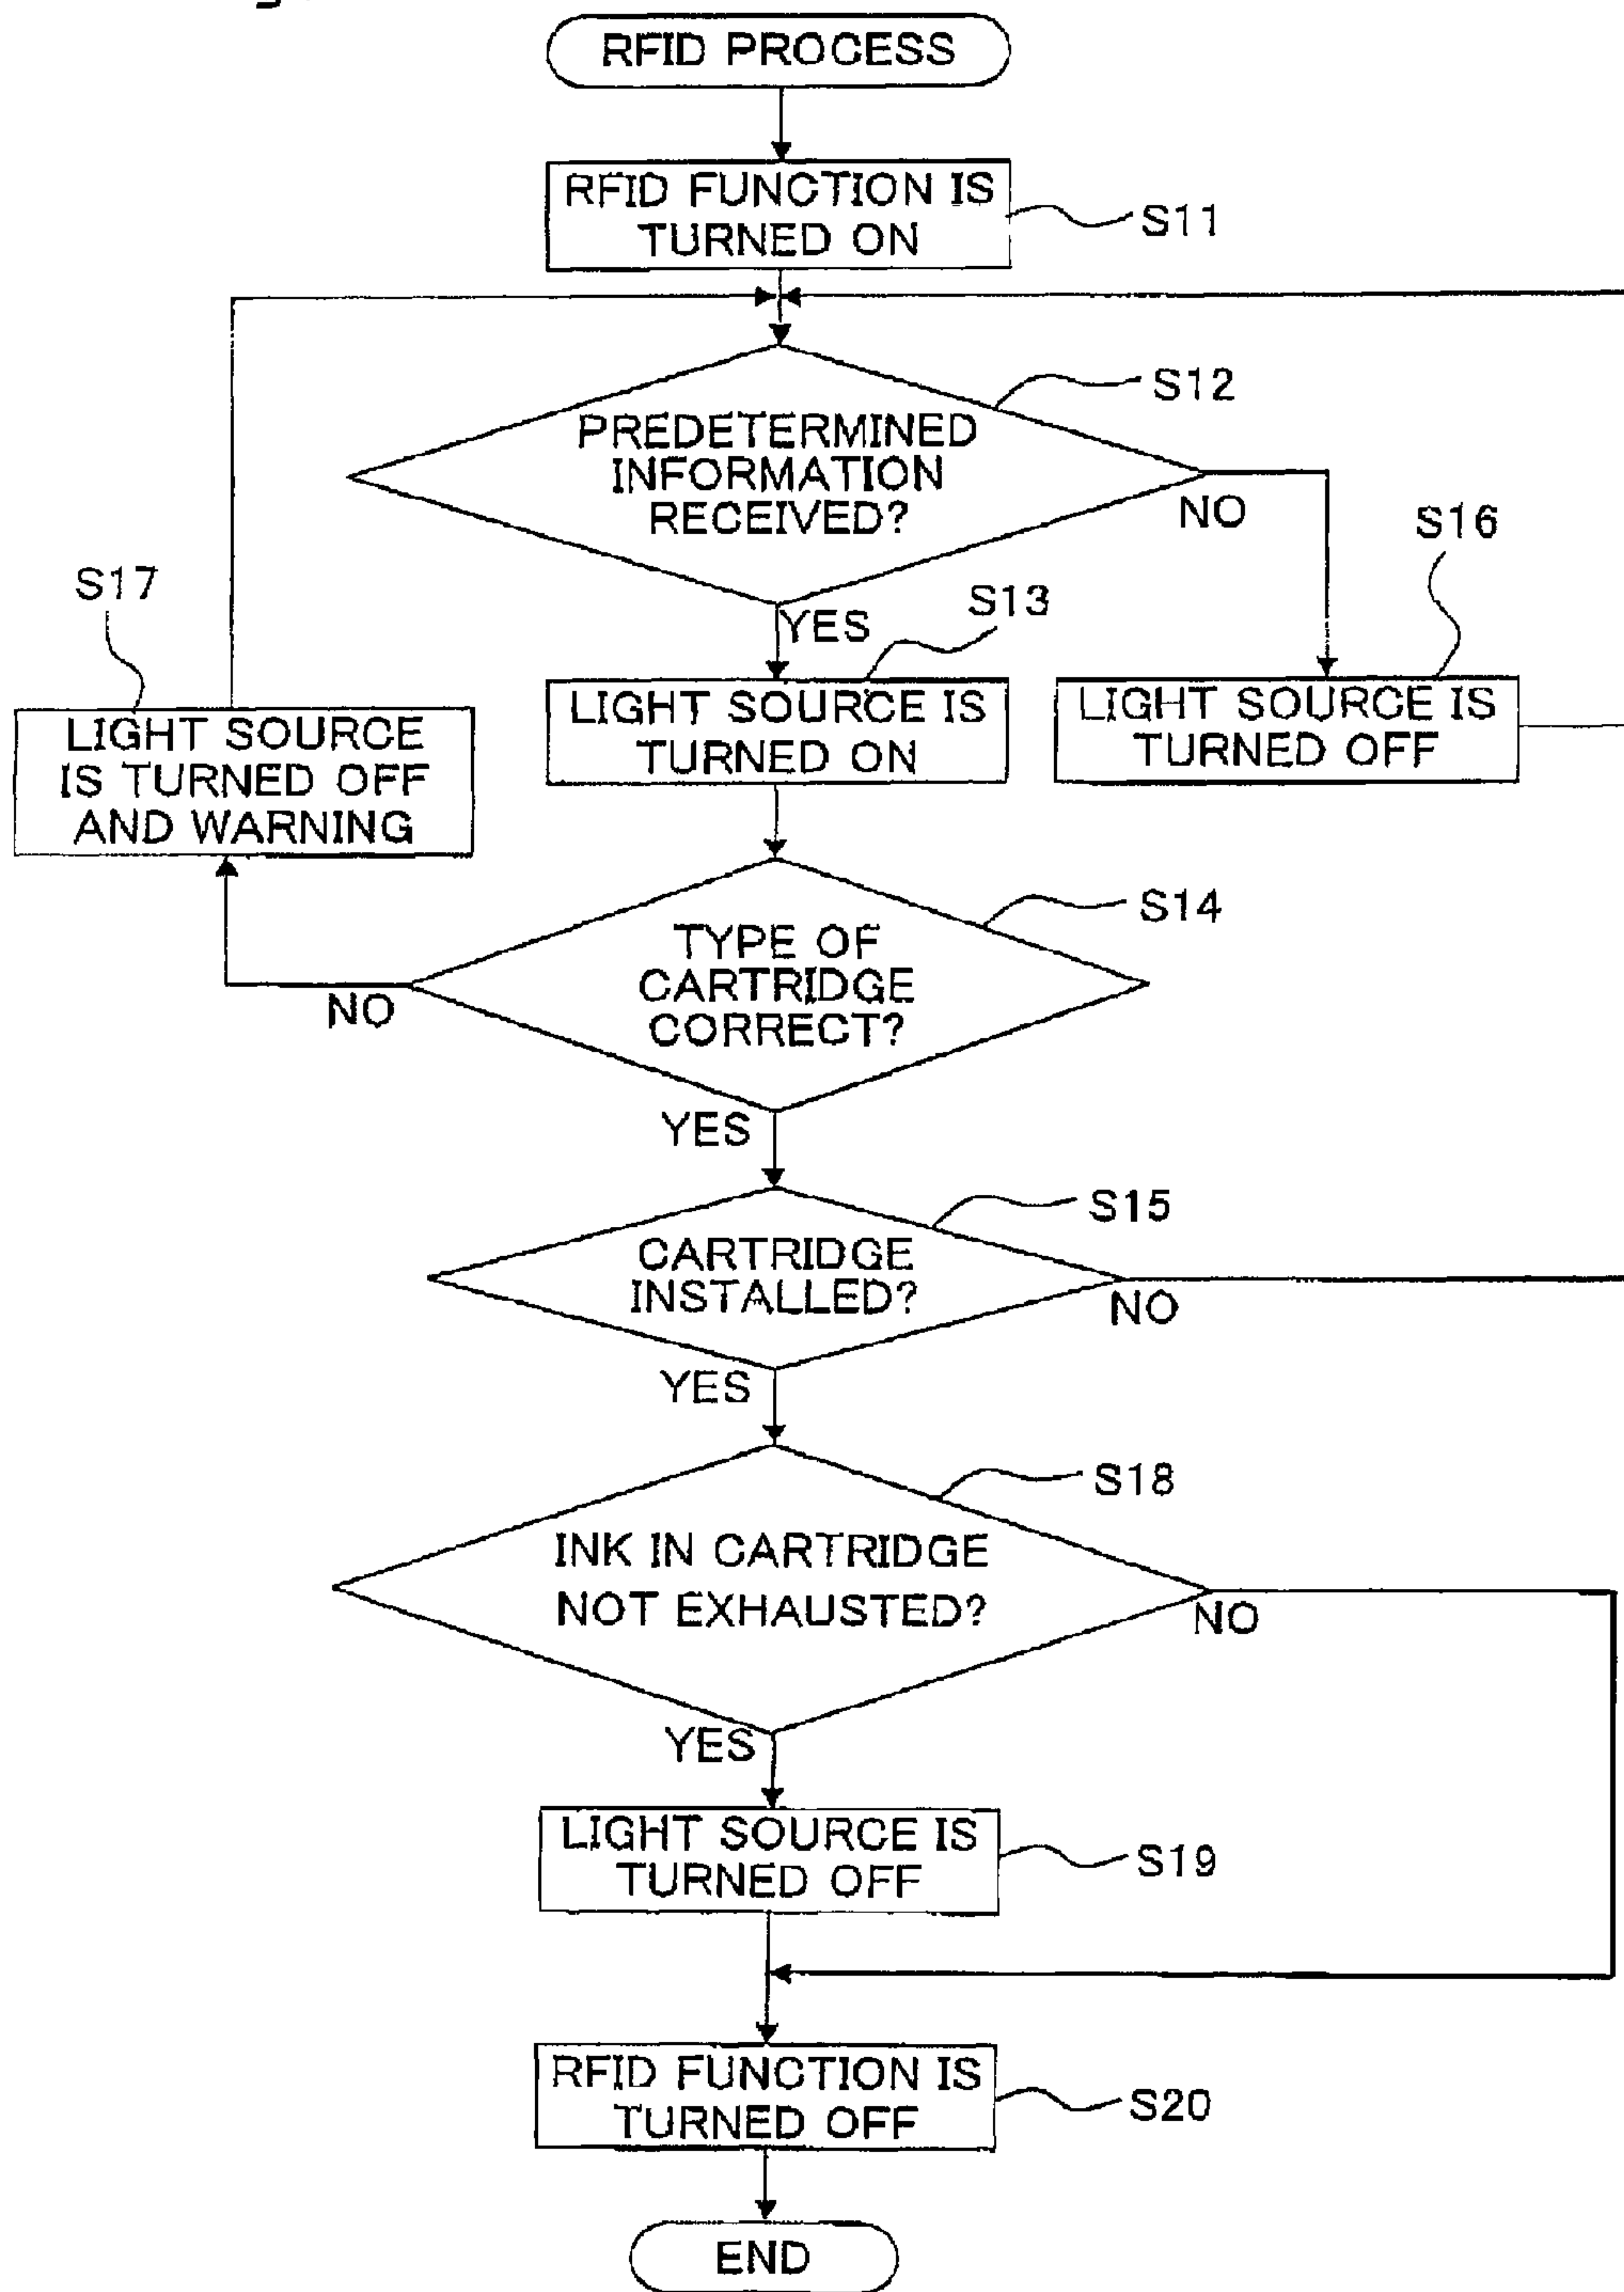 RFID PROCESS
RFID FUNCTION IS
TURNED ON
S11
S12
PREDETERMINED
INFORMATION
RECEIVED?
NO
S16
S17
YES
S13
LIGHT SOURCE
IS TURNED OFF
AND WARNING
LIGHT SOURCE IS
TURNED ON
LIGHT SOURCE IS
TURNED OFF
S14
TYPE OF
CARTRIDGE
CORRECT?
NO
YES
S15
CARTRIDGE
INSTALLED?
NO
YES
S18
INK IN CARTRIDGE
NOT EXHAUSTED?
NO
YES
LIGHT SOURCE IS
TURNED OFF
S19
RFID FUNCTION IS
TURNED OFF
S20
END